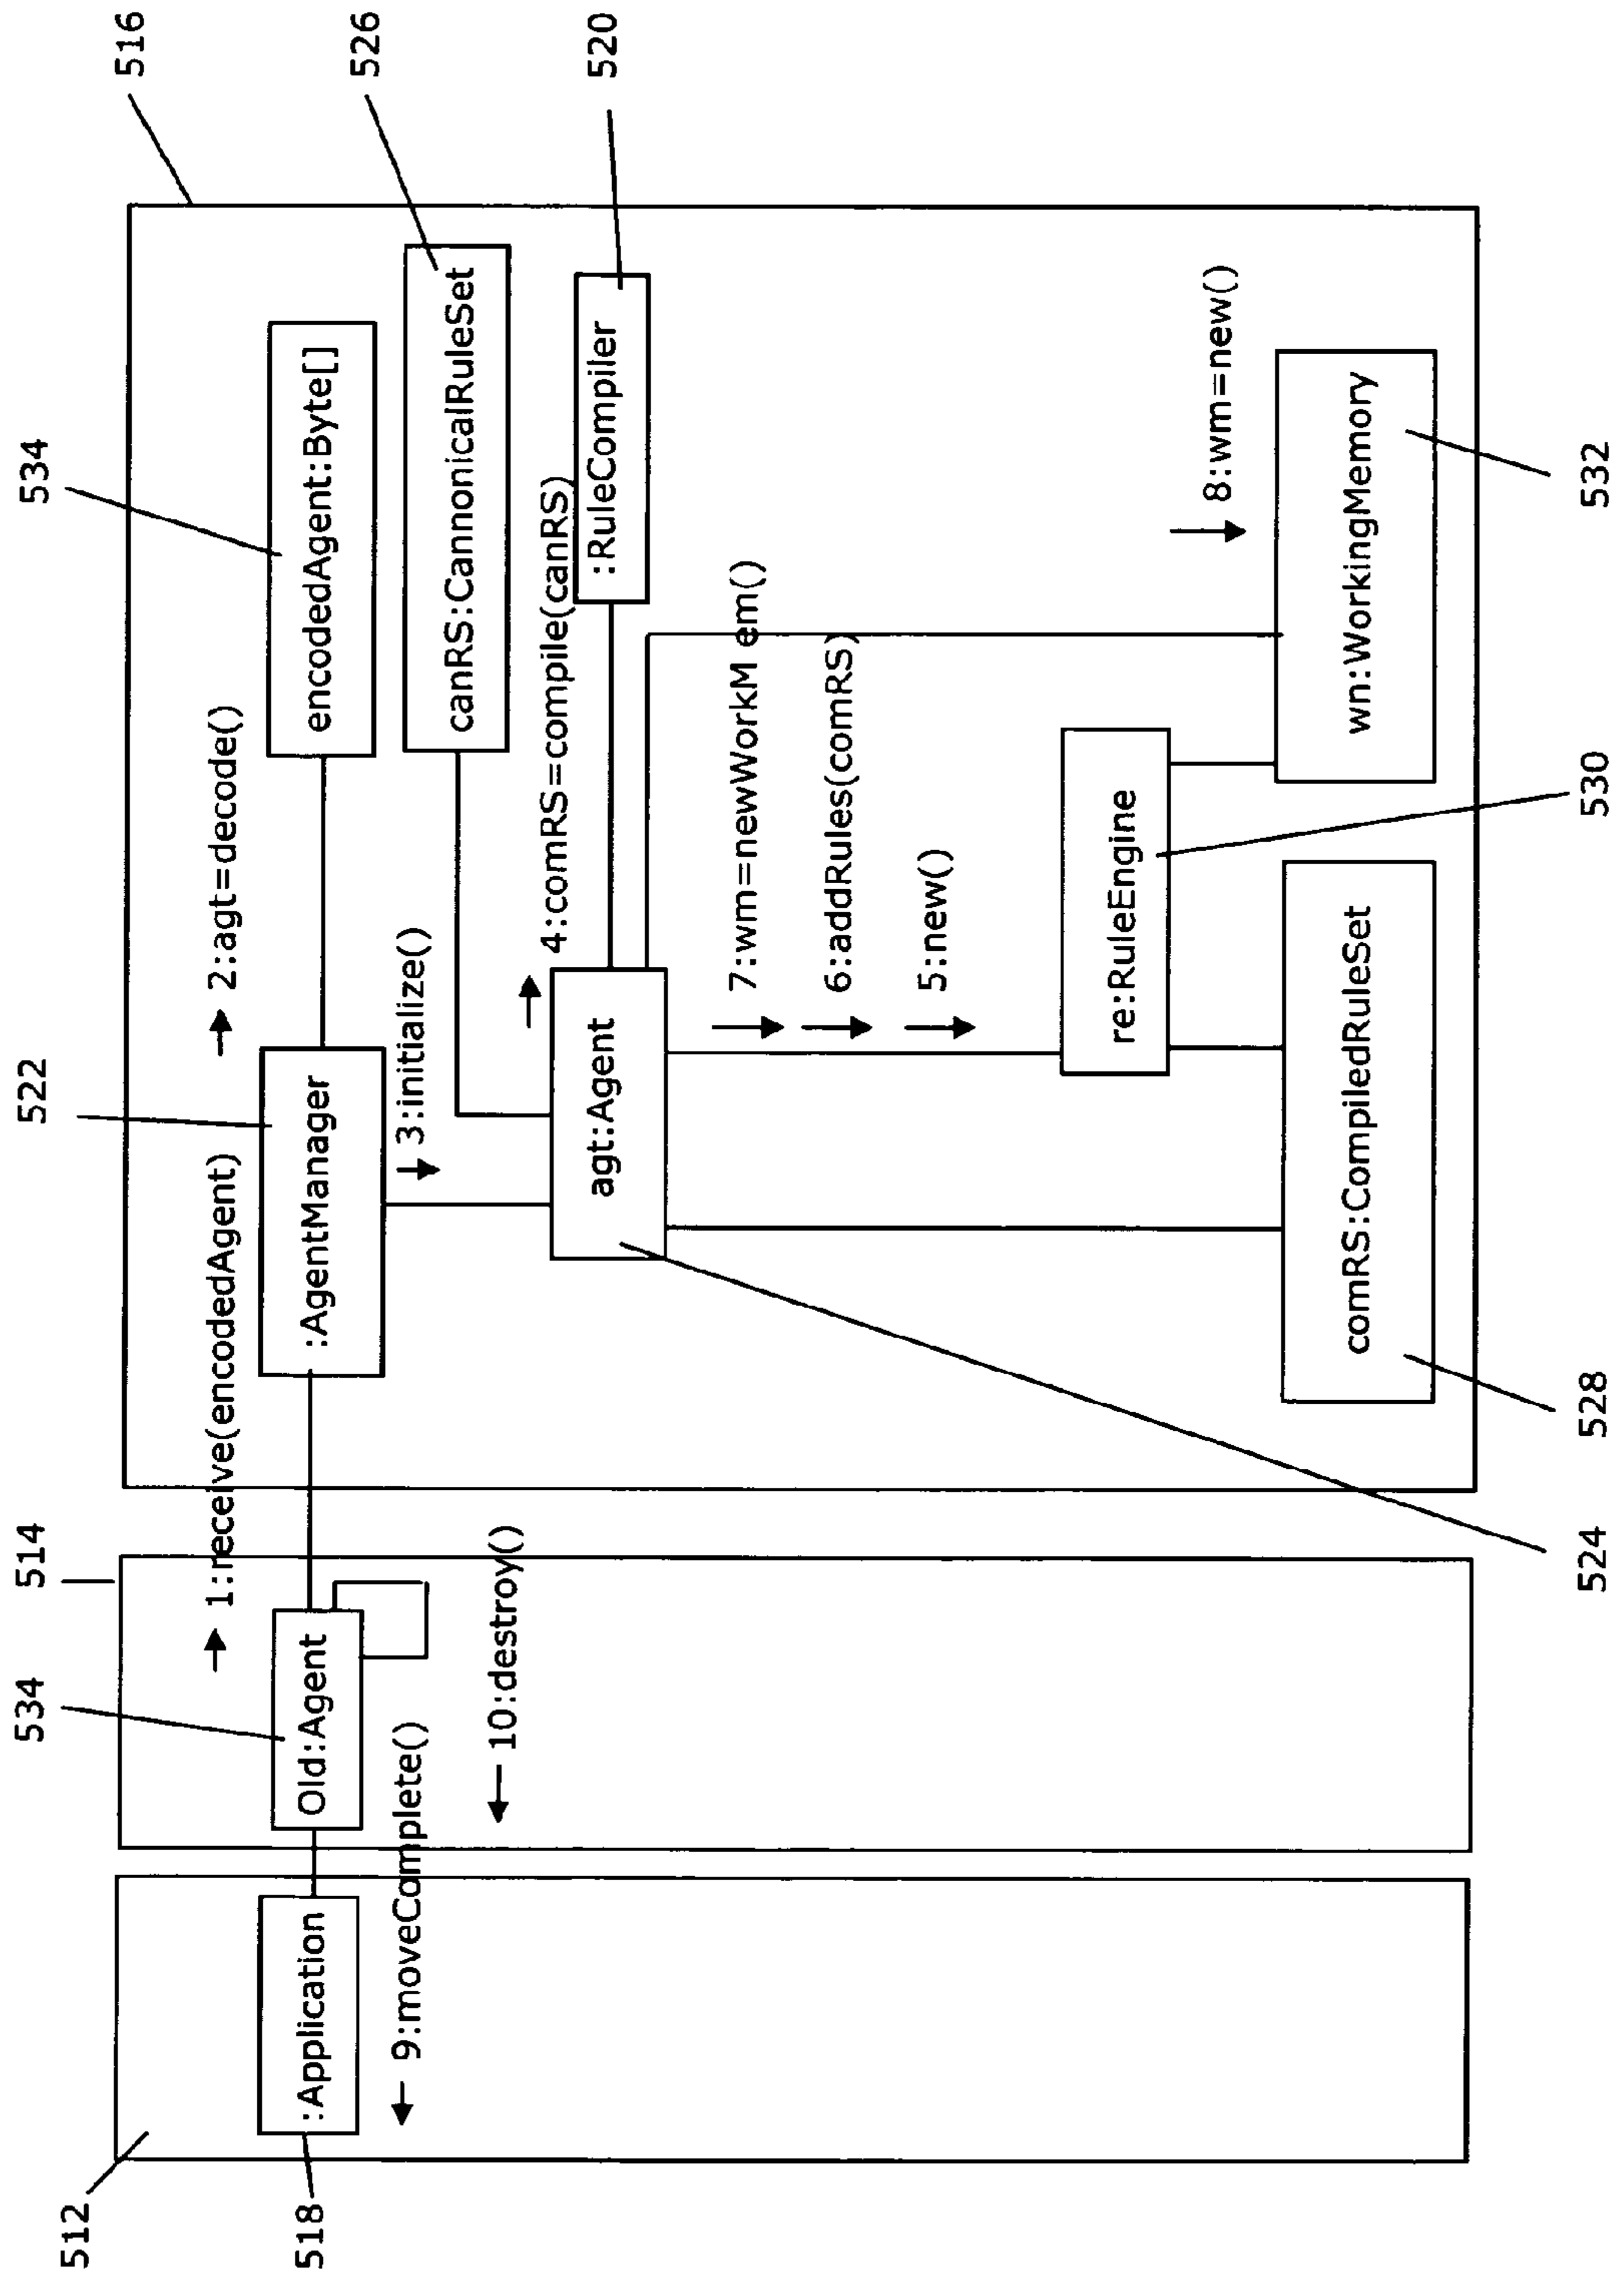 534
522
514
534
512
516
526
520
1:receive(encodedAgent)
2:agt=decode()
:Application
Old:Agent
:AgentManager
encodedAgent:Byte[]
518
9:moveComplete()
3:initialize()
canRS:CannonicalRuleSet
10:destroy()
4:comRS=compile(canRS)
agt:Agent
:RuleCompiler
7:wm=newWorkM em()
6:addRules(comRS)
5:new()
re:RuleEngine
8:wm=new()
comRS:CompiledRuleSet
wn:WorkingMemory
524
528
530
532